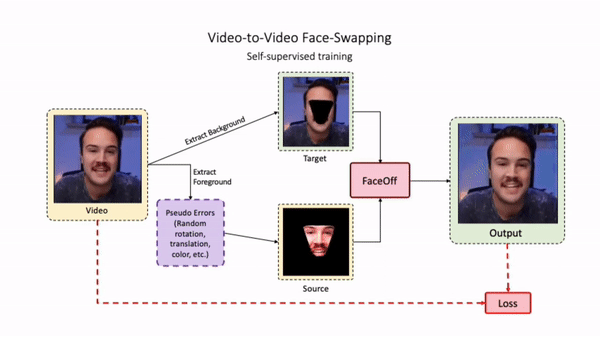 Video-to-Video Face-Swapping
Self-supervised training
Extract Background
Target
Extract
Foreground
FaceOff
Video
Pseudo Errors
(Random
rotation,
translation,
color, etc.)
Source
Output
Loss